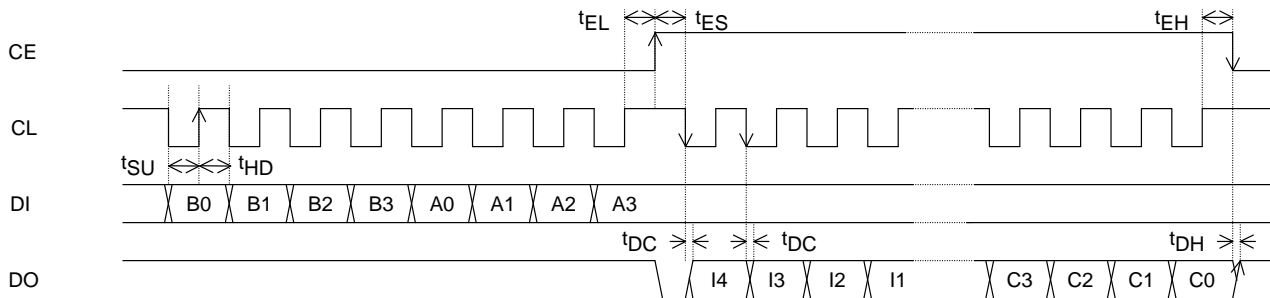 tEL tES tEH
CE
CL
tSU tHD
DI B0 B1 B2 B3 A0 A1 A2 A3
tDC tDC tDH
DO I4 I3 I2 I1 C3 C2 C1 C0